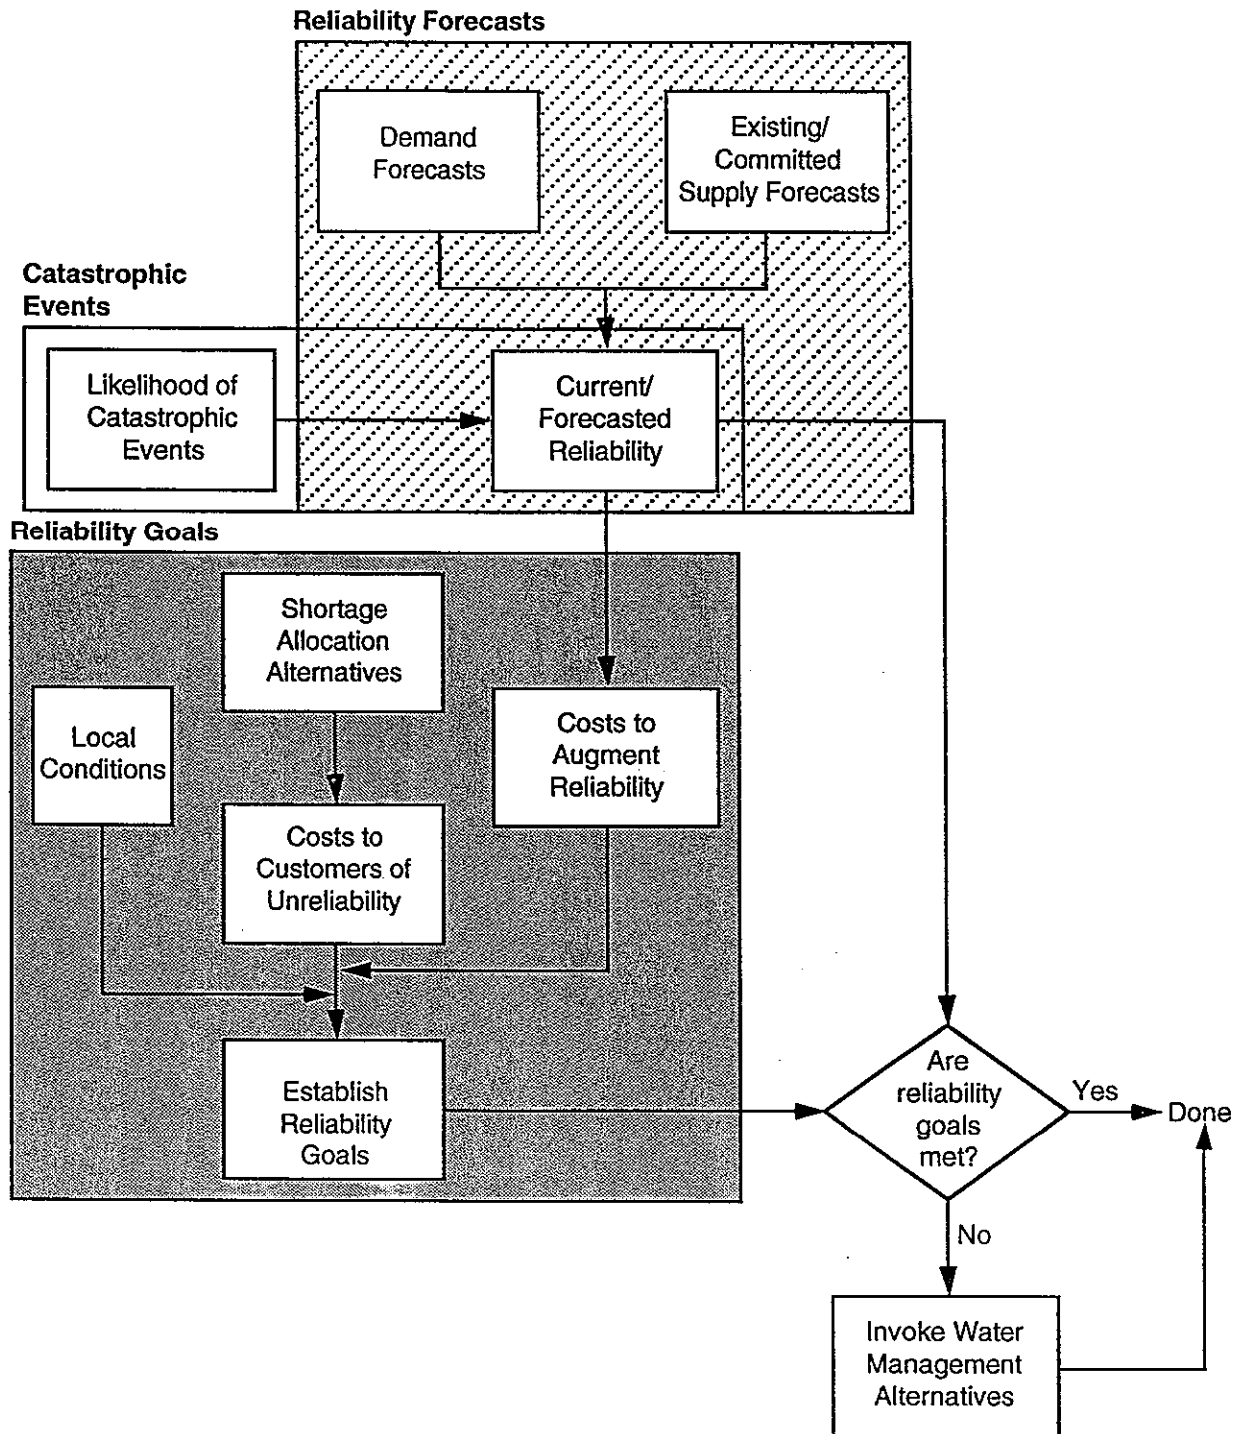 Reliability Forecasts
Demand
Forecasts
Existing/
Committed
Supply Forecasts
Catastrophic
Events
Likelihood of
Catastrophic
Events
Current/
Forecasted
Reliability
Reliability Goals
Shortage
Allocation
Alternatives
Local
Conditions
Costs to
Augment
Reliability
Costs to
Customers of
Unreliability
Establish
Reliability
Goals
Are
reliability
goals
met?
Yes
Done
No
Invoke Water
Management
Alternatives